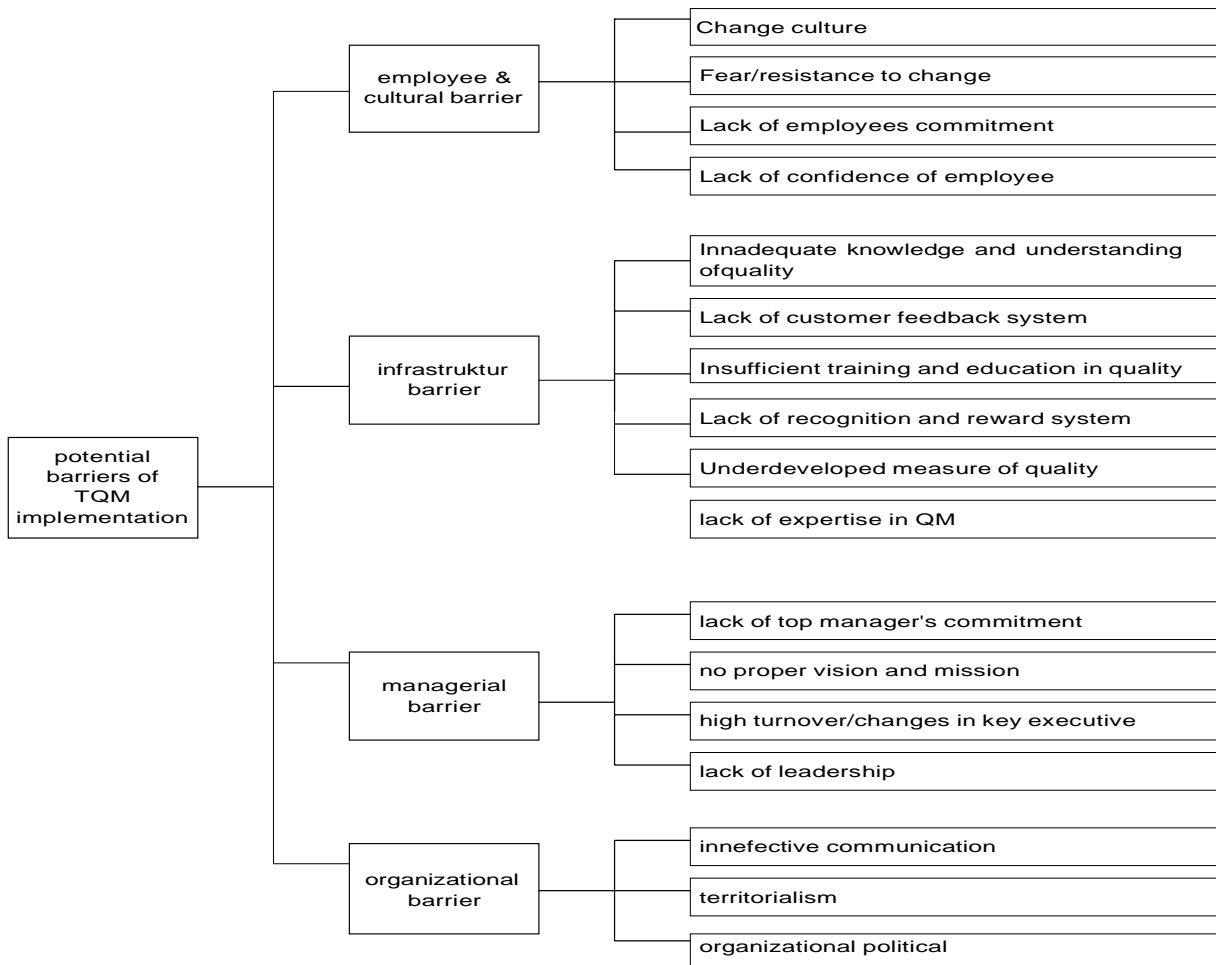 potential
barriers of
TQM
implementation
employee &
cultural barrier
Change culture
Fear/resistance to change
Lack of employees commitment
Lack of confidence of employee
infrastruktur
barrier
Innadequate knowledge and understanding
ofquality
Lack of customer feedback system
Insufficient training and education in quality
Lack of recognition and reward system
Underdeveloped measure of quality
lack of expertise in QM
managerial
barrier
lack of top manager's commitment
no proper vision and mission
high turnover/changes in key executive
lack of leadership
organizational
barrier
innefective communication
territorialism
organizational political